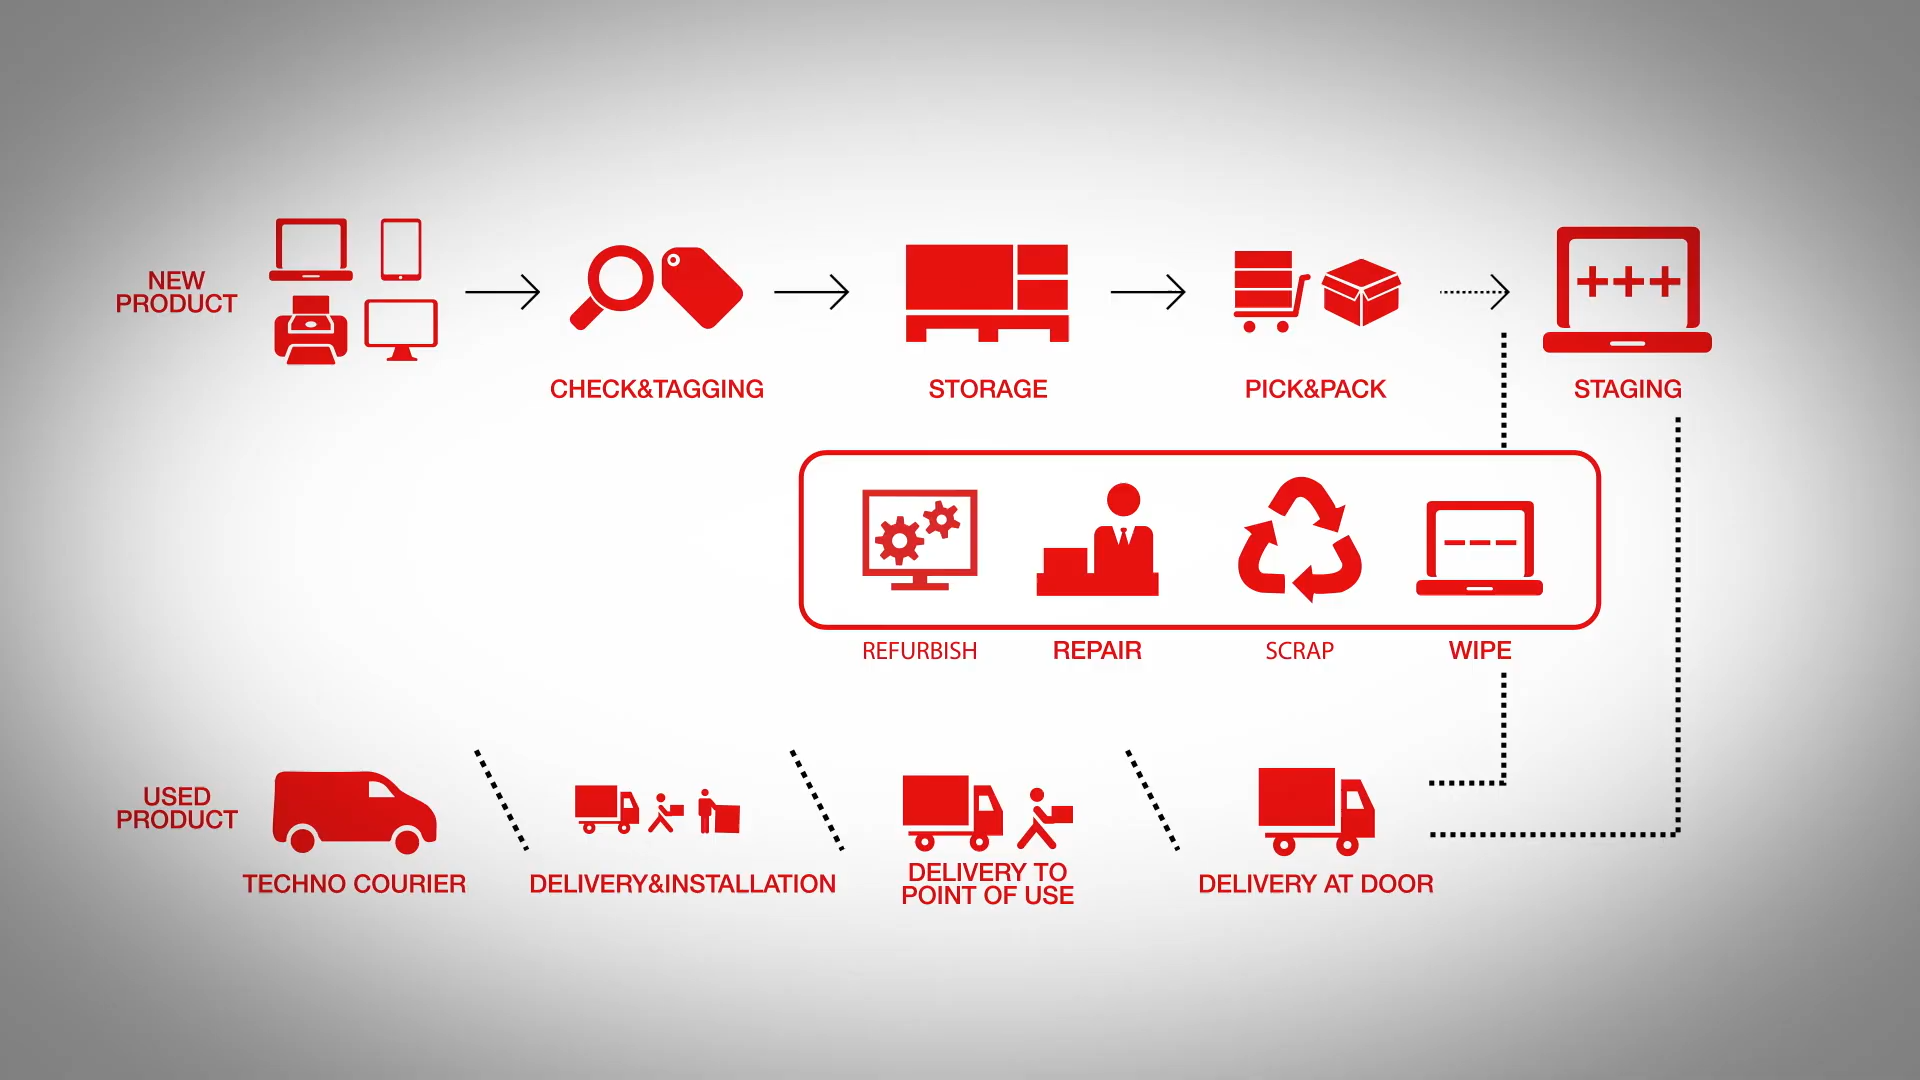 NEW
PRODUCT
CHECK&TAGGING
STORAGE
PICK&PACK
STAGING
REFURBISH
REPAIR
SCRAP
WIPE
USED
PRODUCT
TECHNO COURIER
DELIVERY&INSTALLATION
DELIVERY TO
POINT OF USE
DELIVERY AT DOOR